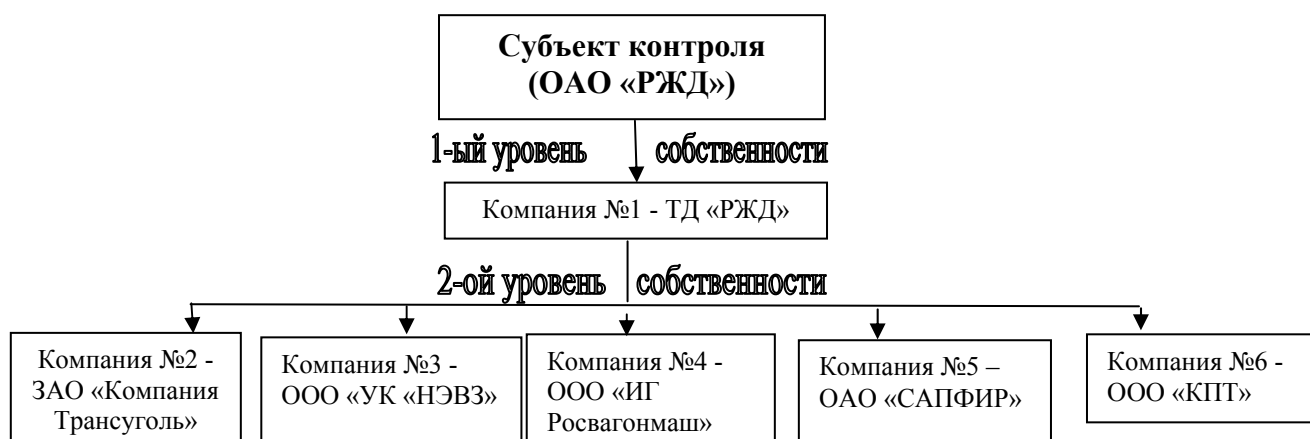 Субъект контроля
(ОАО «РЖД»)
1-ый уровень собственности
Компания №1 - ТД «РЖД»
2-ой уровень собственности
Компания №2 -
ЗАО «Компания
Трансуголь»
Компания №3 -
ООО «УК «НЭВЗ»
Компания №4 -
ООО «ИГ
Росвагонмаш»
Компания №5 –
ОАО «САПФИР»
Компания №6 -
ООО «КПТ»